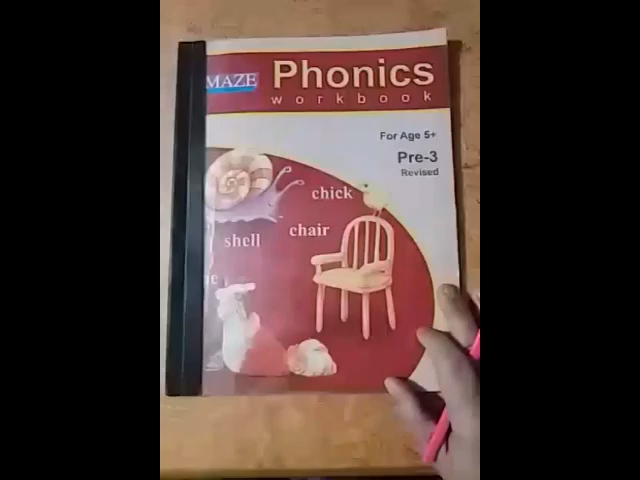 MAZE
Phonics
workbook
For Age 5+
Pre-3
Revised
chick
chair
shell